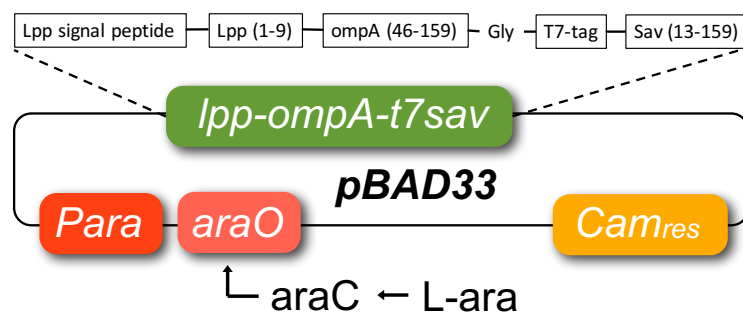 Lpp signal peptide Lpp (1-9) ompA (46-159) Gly T7-tag Sav (13-159)
lpp-ompA-t7sav
pBAD33
Para araO Camres
araC L-ara